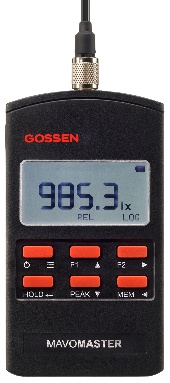 GOSSEN
985.3 lx
REL LOG
F1 ▲ F2 ▶
HOLD ↵ PEAK ▼ MEM ◀
MAVOMASTER